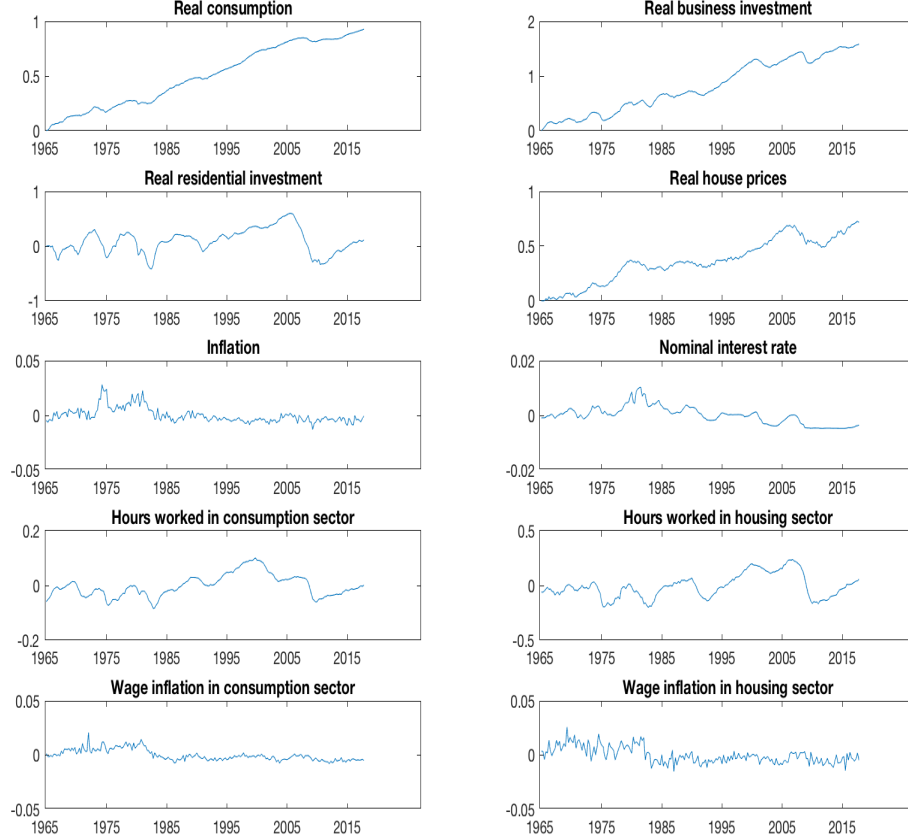 Real consumption
1
0.5
0
1965 1975 1985 1995 2005 2015
Real business investment
2
1
0
1965 1975 1985 1995 2005 2015
Real residential investment
1
0
-1
1965 1975 1985 1995 2005 2015
Real house prices
1
0.5
0
1965 1975 1985 1995 2005 2015
Inflation
0.05
0
-0.05
1965 1975 1985 1995 2005 2015
Nominal interest rate
0.02
0
-0.02
1965 1975 1985 1995 2005 2015
Hours worked in consumption sector
0.2
0
-0.2
1965 1975 1985 1995 2005 2015
Hours worked in housing sector
0.5
0
-0.5
1965 1975 1985 1995 2005 2015
Wage inflation in consumption sector
0.05
0
-0.05
1965 1975 1985 1995 2005 2015
Wage inflation in housing sector
0.05
0
-0.05
1965 1975 1985 1995 2005 2015